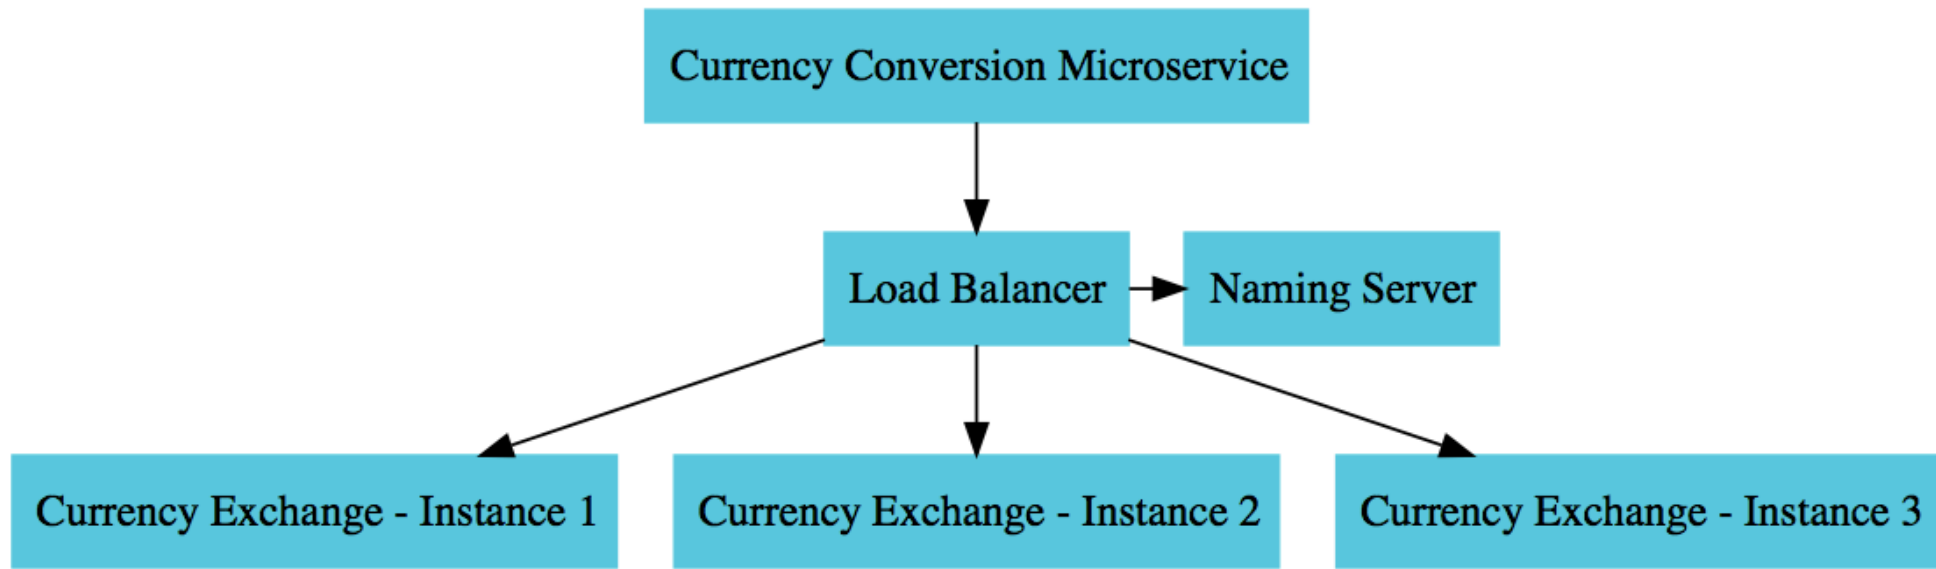 Currency Conversion Microservice
Load Balancer
Naming Server
Currency Exchange - Instance 1
Currency Exchange - Instance 2
Currency Exchange - Instance 3